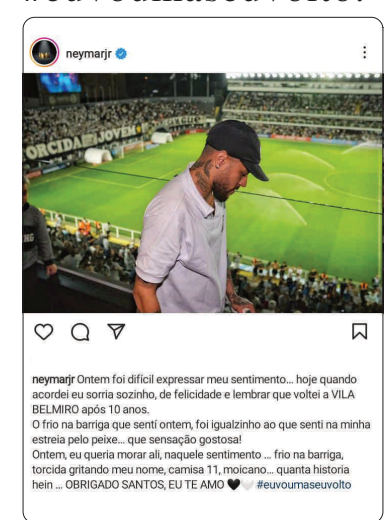 neymarjr
ORCIDA JOVEM
neymarjr Ontem foi difícil expressar meu sentimento... hoje quando
acordei eu sorria sozinho, de felicidade e lembrar que voltei a VILA
BELMIRO após 10 anos.
O frio na barriga que sentí ontem, foi igualzinho ao que senti na minha
estreia pelo peixe... que sensação gostosa!
Ontem, eu queria morar ali, naquele sentimento ... frio na barriga,
torcida gritando meu nome, camisa 11, moicano... quanta historia
hein ... OBRIGADO SANTOS, EU TE AMO 🖤🤍 #euvoumaseuvolto